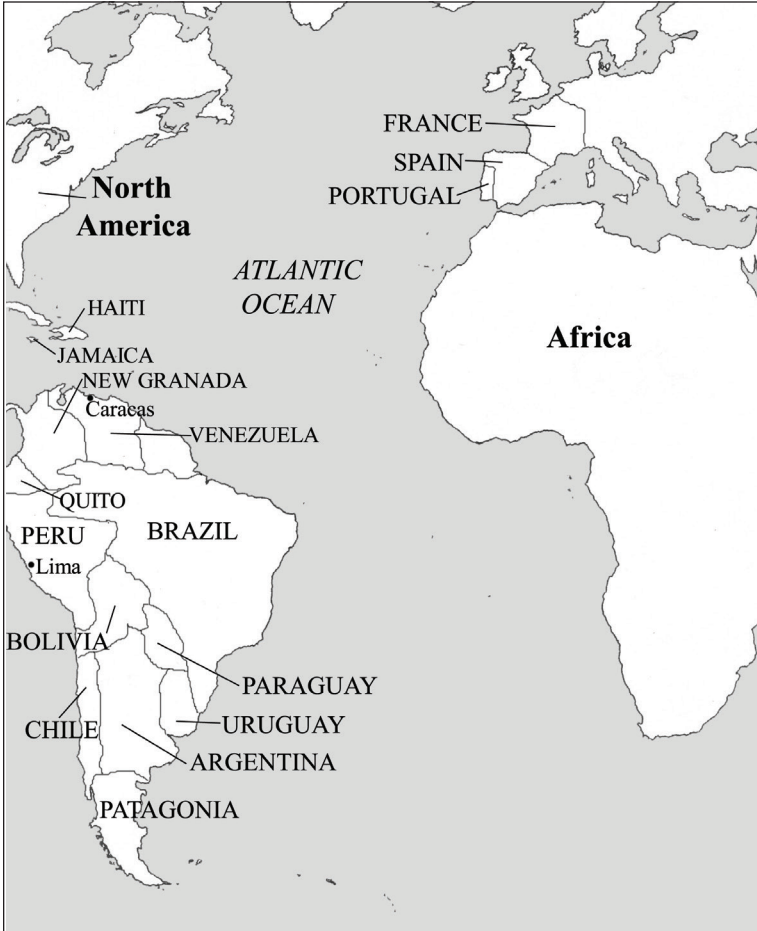 FRANCE
SPAIN
PORTUGAL
North
America
ATLANTIC
OCEAN
HAITI
Africa
JAMAICA
NEW GRANADA
Caracas
VENEZUELA
QUITO
PERU
BRAZIL
Lima
BOLIVIA
PARAGUAY
CHILE
URUGUAY
ARGENTINA
PATAGONIA